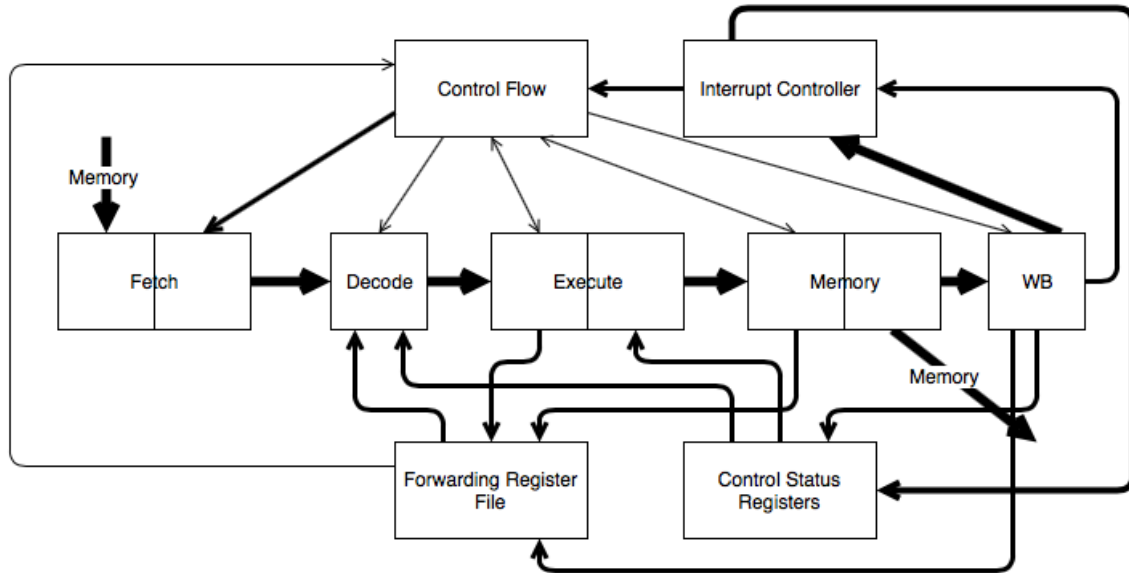 Control Flow
Interrupt Controller
Memory
Fetch
Decode
Execute
Memory
WB
Memory
Forwarding Register
File
Control Status
Registers